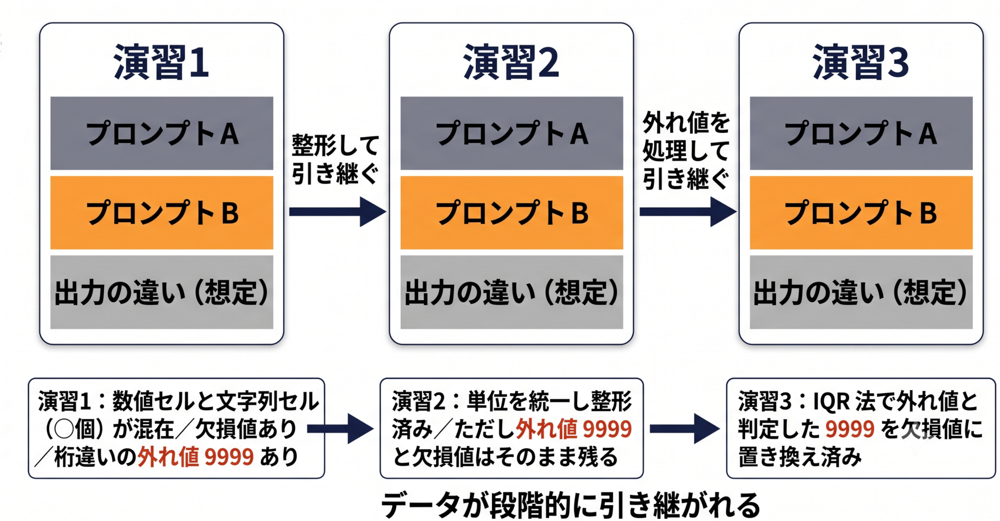 演習1
プロンプト A
プロンプト B
出力の違い（想定）
整形して
引き継ぐ
演習2
プロンプト A
プロンプト B
出力の違い（想定）
外れ値を
処理して
引き継ぐ
演習3
プロンプト A
プロンプト B
出力の違い（想定）
演習1：数値セルと文字列セル
（○個）が混在／欠損値あり
／桁違いの外れ値 9999 あり
演習2：単位を統一し整形
済み／ただし外れ値 9999
と欠損値はそのまま残る
演習3：IQR 法で外れ値と
判定した 9999 を欠損値に
置き換え済み
データが段階的に引き継がれる